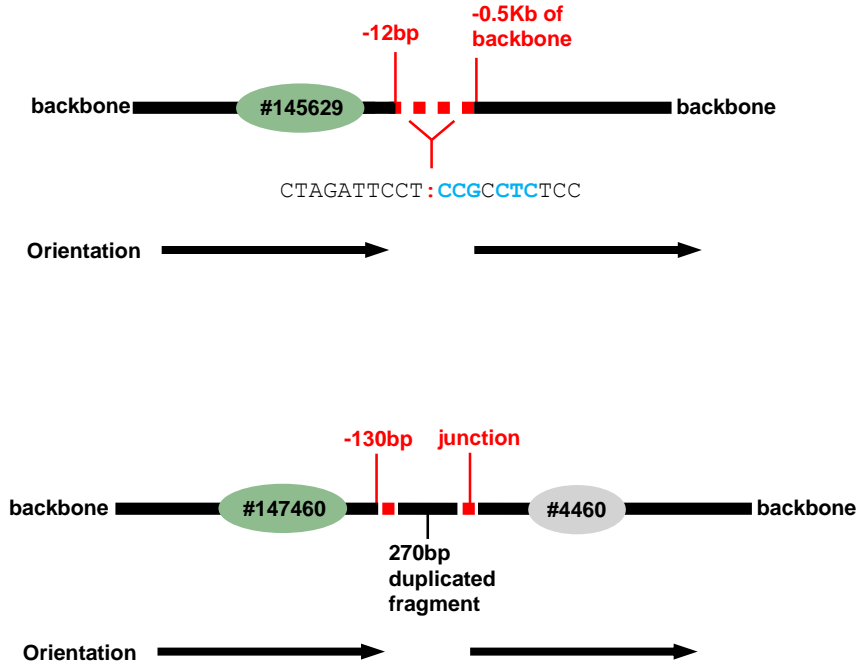 -0.5Kb of
backbone
-12bp
backbone
#145629
backbone
CTAGATTCCT:CCGCCTCTCC
Orientation
-130bp
junction
backbone
#147460
#4460
backbone
270bp
duplicated
fragment
Orientation